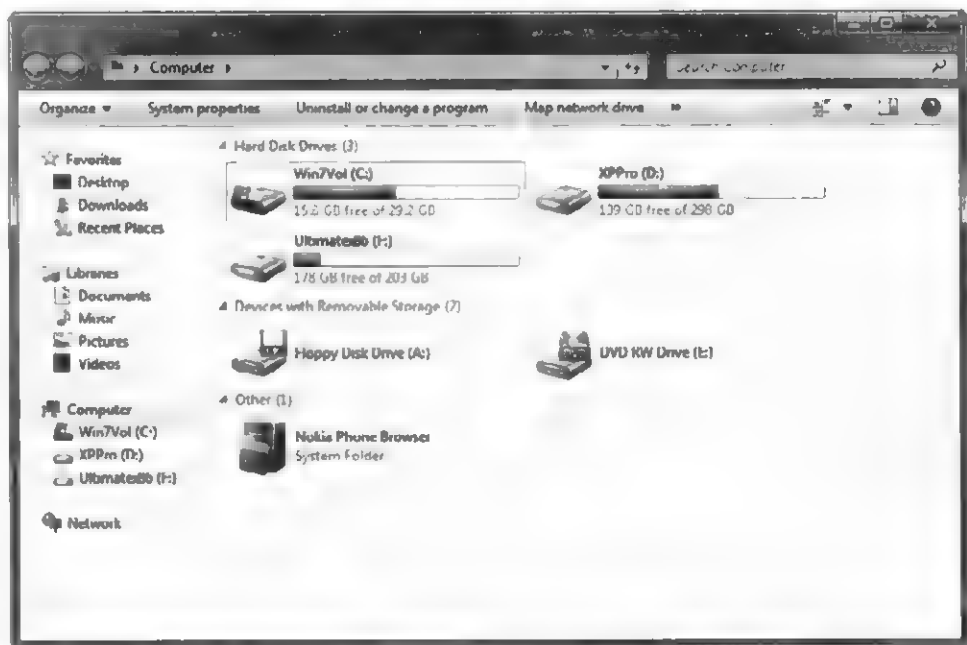 Computer
Search Computer
Organize
System properties
Uninstall or change a program
Map network drive
»
Favorites
Desktop
Downloads
Recent Places
Libraries
Documents
Music
Pictures
Videos
Computer
Win7Vol (C:)
XPPro (D:)
Ultimatex86 (F:)
Network
Hard Disk Drives (3)
Win7Vol (C:)
15.8 GB free of 29.2 GB
XPPro (D:)
139 GB free of 298 GB
Ultimatex86 (F:)
178 GB free of 203 GB
Devices with Removable Storage (2)
Floppy Disk Drive (A:)
DVD RW Drive (E:)
Other (1)
Nokia Phone Browser
System Folder